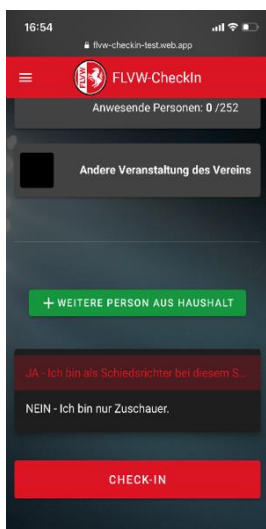 16:54
flvw-checkin-test.web.app
FLVW
FLVW-CheckIn
Anwesende Personen: 0 /252
Andere Veranstaltung des Vereins
+ WEITERE PERSON AUS HAUSHALT
JA - Ich bin als Schiedsrichter bei diesem S...
NEIN - Ich bin nur Zuschauer.
CHECK-IN